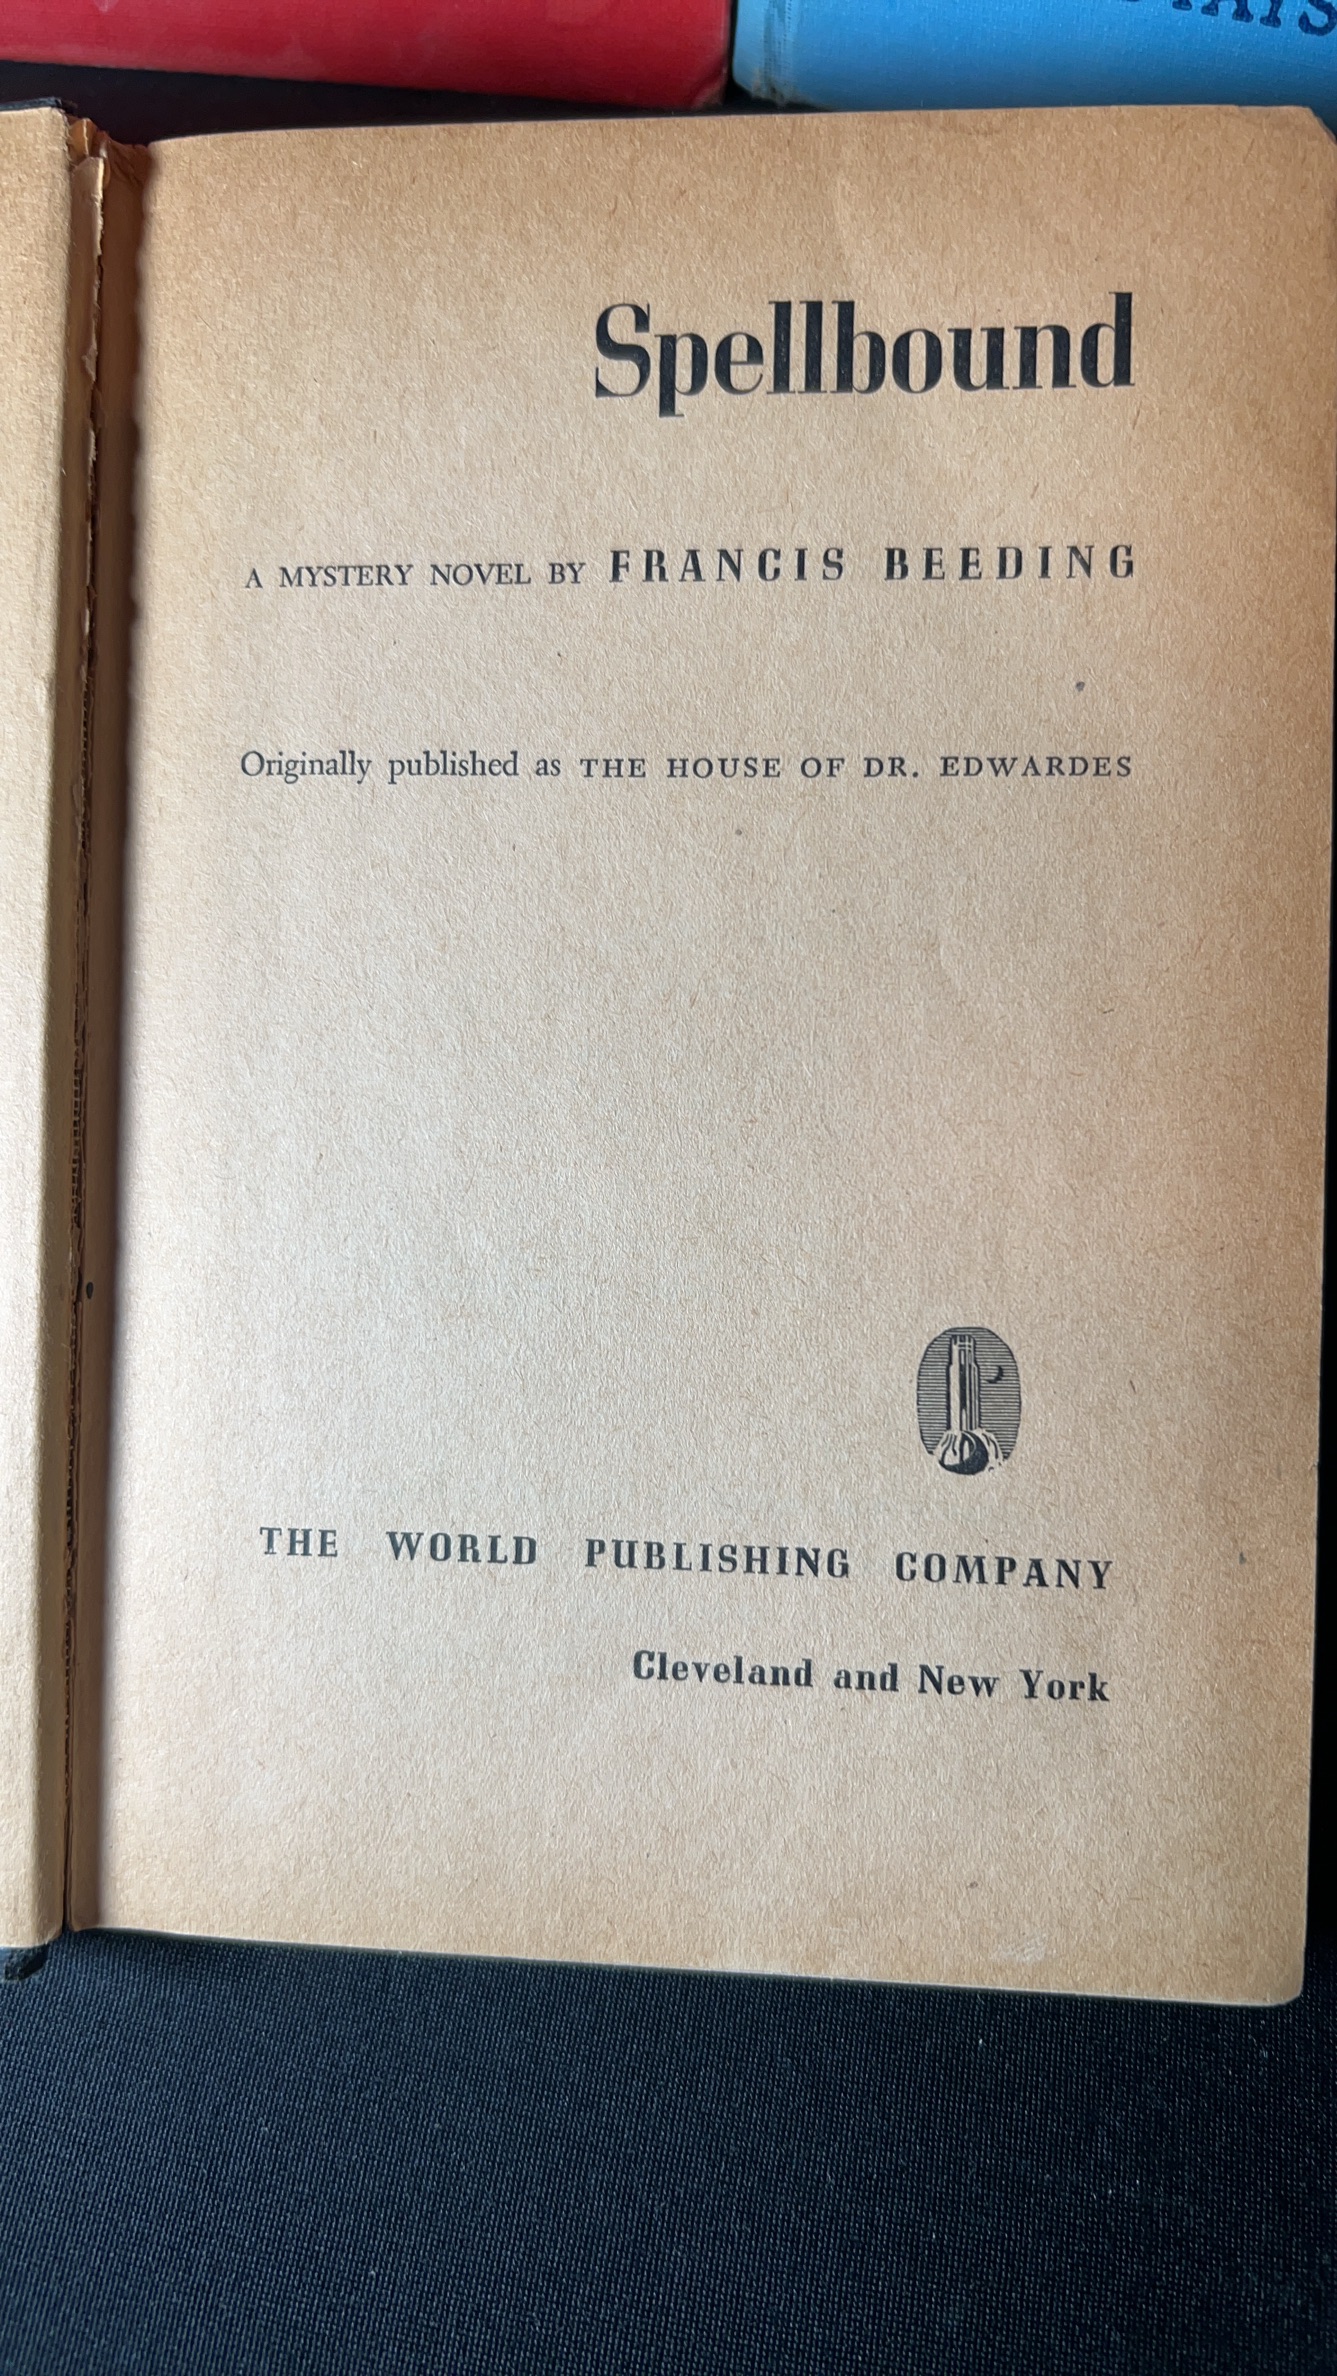 Spellbound
A MYSTERY NOVEL BY FRANCIS BEEDING
Originally published as THE HOUSE OF DR. EDWARDES
THE WORLD PUBLISHING COMPANY
Cleveland and New York